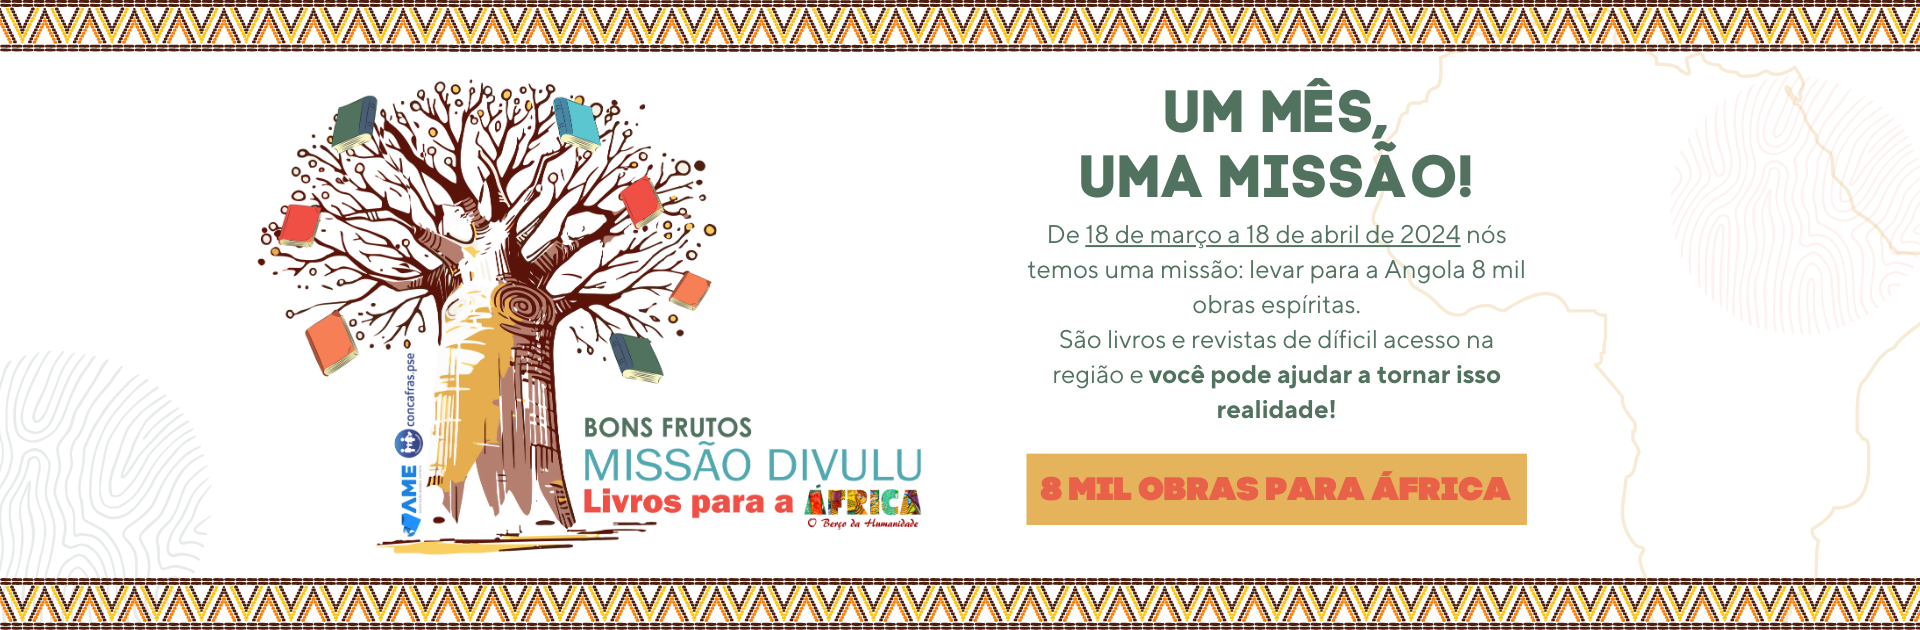 concafras.pse
AME
BONS FRUTOS
MISSÃO DIVULU
Livros para a ÁFRICA
O Berço da Humanidade
UM MÊS,
UMA MISSÃO!
De 18 de março a 18 de abril de 2024 nós
temos uma missão: levar para a Angola 8 mil
obras espíritas.
São livros e revistas de díficil acesso na
região e você pode ajudar a tornar isso
realidade!
8 MIL OBRAS PARA ÁFRICA